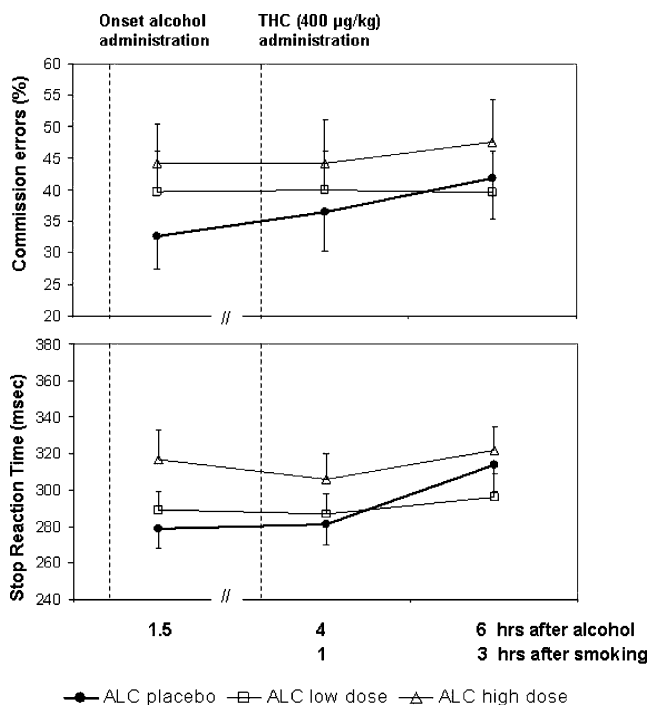 Onset alcohol administration
THC (400 µg/kg) administration
Commission errors (%)
60
55
50
45
40
35
30
25
20
//
Stop Reaction Time (msec)
380
360
340
320
300
280
260
240
//
1.5 4 6 hrs after alcohol
1 3 hrs after smoking
ALC placebo ALC low dose ALC high dose